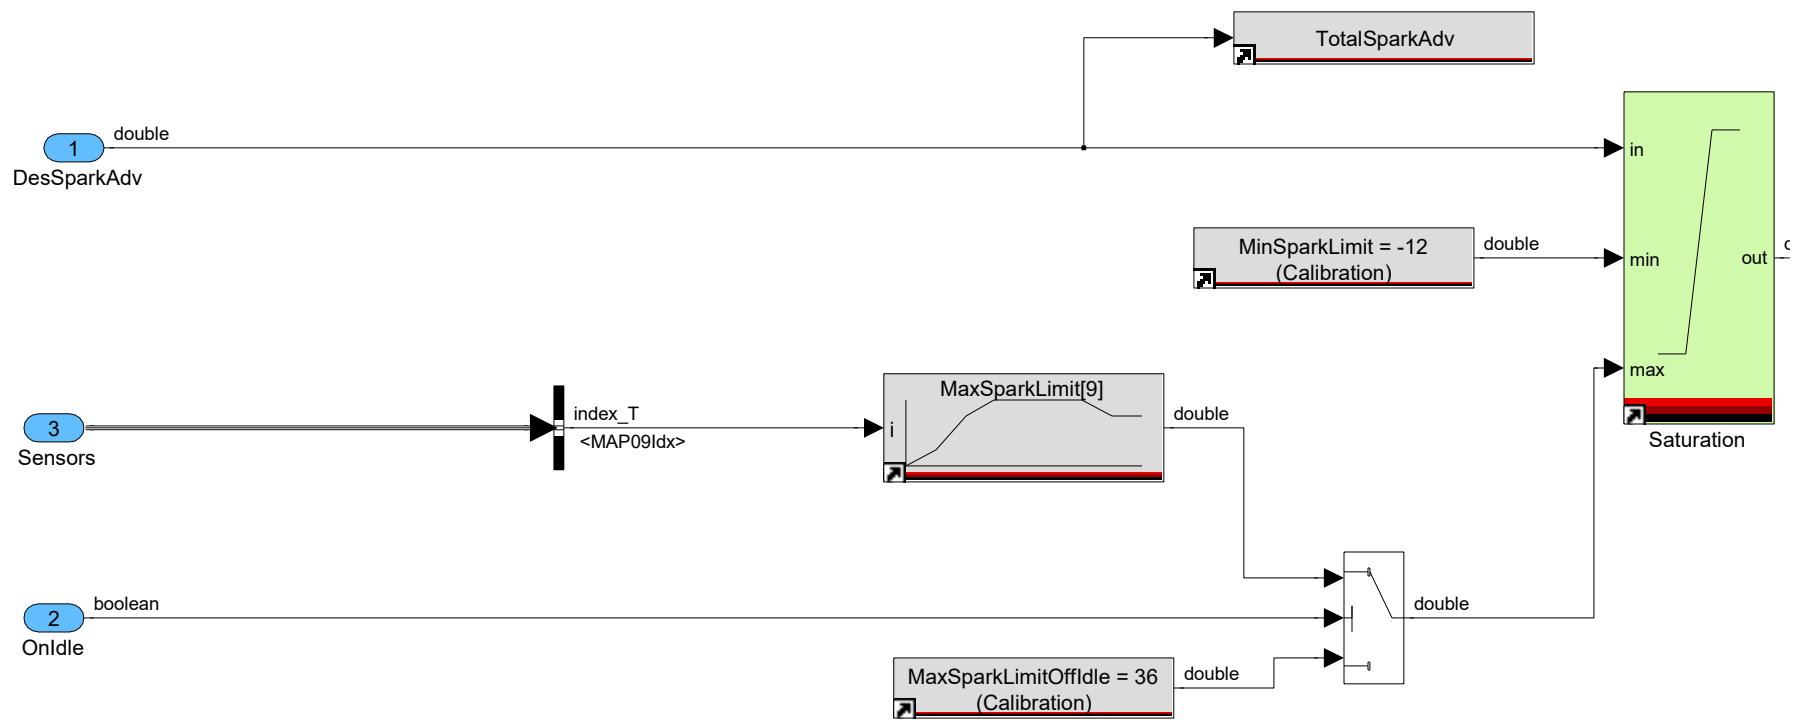 TotalSparkAdv
double
1
DesSparkAdv
in
MinSparkLimit = -12
(Calibration)
double
min
out
max
Saturation
3
Sensors
index_T
<MAP09Idx>
MaxSparkLimit[9]
i
double
2
OnIdle
boolean
double
MaxSparkLimitOffIdle = 36
(Calibration)
double